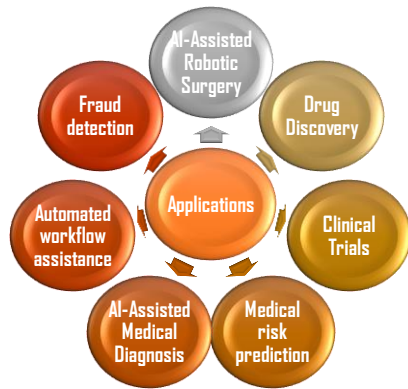 AI-Assisted
Robotic
Surgery
Drug
Discovery
Clinical
Trials
Medical
risk
prediction
AI-Assisted
Medical
Diagnosis
Automated
workflow
assistance
Fraud
detection
Applications